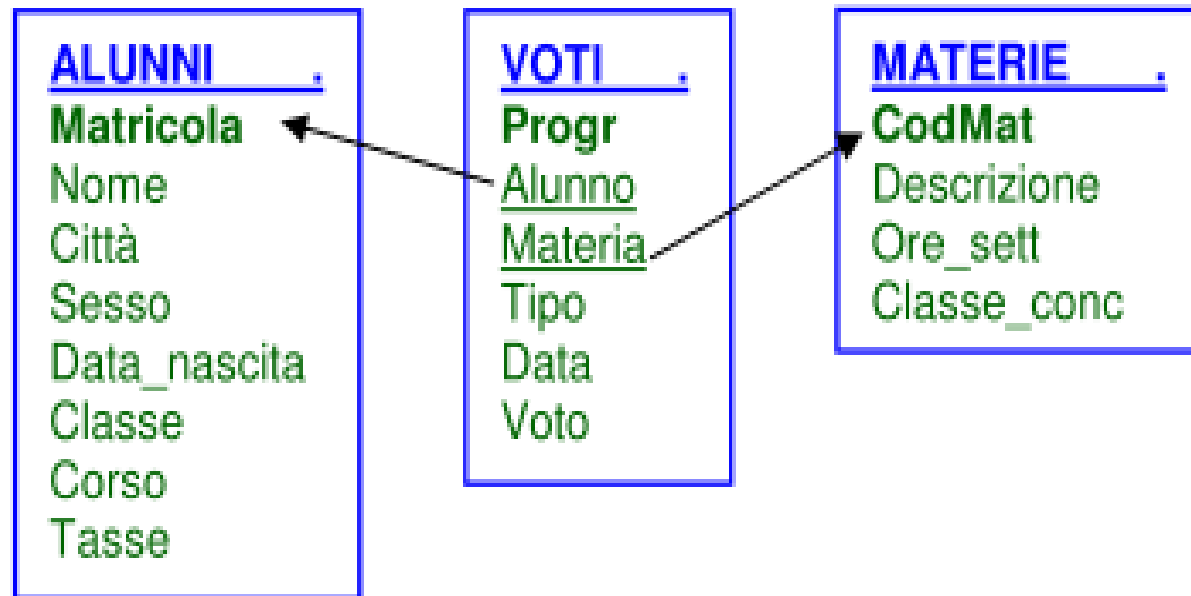 ALUNNI .
Matricola
Nome
Città
Sesso
Data_nascita
Classe
Corso
Tasse
VOTI .
Progr
Alunno
Materia
Tipo
Data
Voto
MATERIE .
CodMat
Descrizione
Ore_sett
Classe_conc